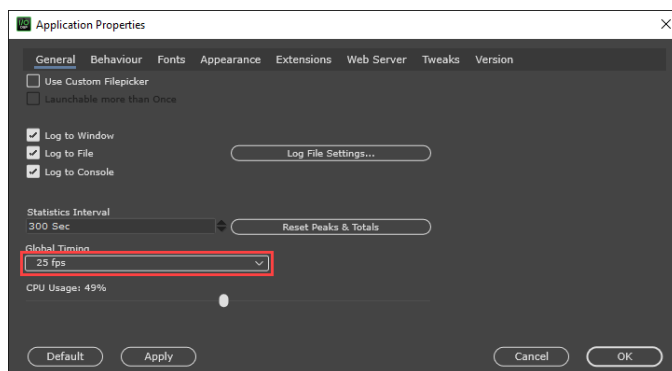 Application Properties
General Behaviour Fonts Appearance Extensions Web Server Tweaks Version
Use Custom Filepicker
Launchable more than Once
Log to Window
Log to File
Log File Settings...
Log to Console
Statistics Interval
300 Sec
Reset Peaks & Totals
Global Timing
25 fps
CPU Usage: 49%
Default Apply Cancel OK